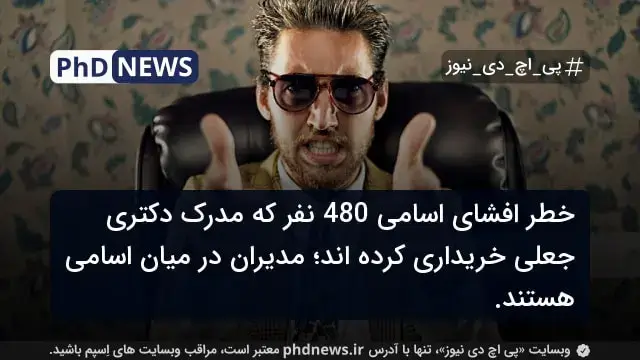 PhD NEWS
#پی_اچ_دی_نیوز
خطر افشای اسامی 480 نفر که مدرک دکتری
جعلی خریداری کرده اند؛ مدیران در میان اسامی
هستند.
وبسایت «پی اچ دی نیوز»، تنها با آدرس phdnews.ir معتبر است، مراقب وبسایت های اِسپم باشید.